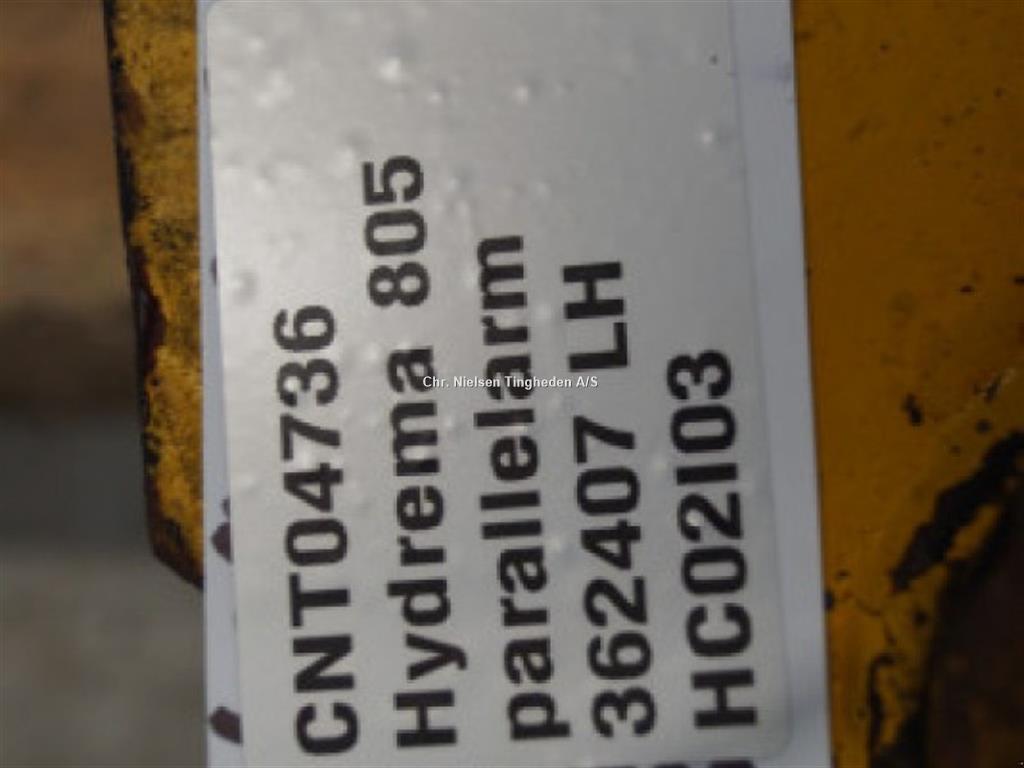 CNT04736
Hydrema 805
parallelarm
362407 LH
HC02I03
Chr. Nielsen Tingheden A/S